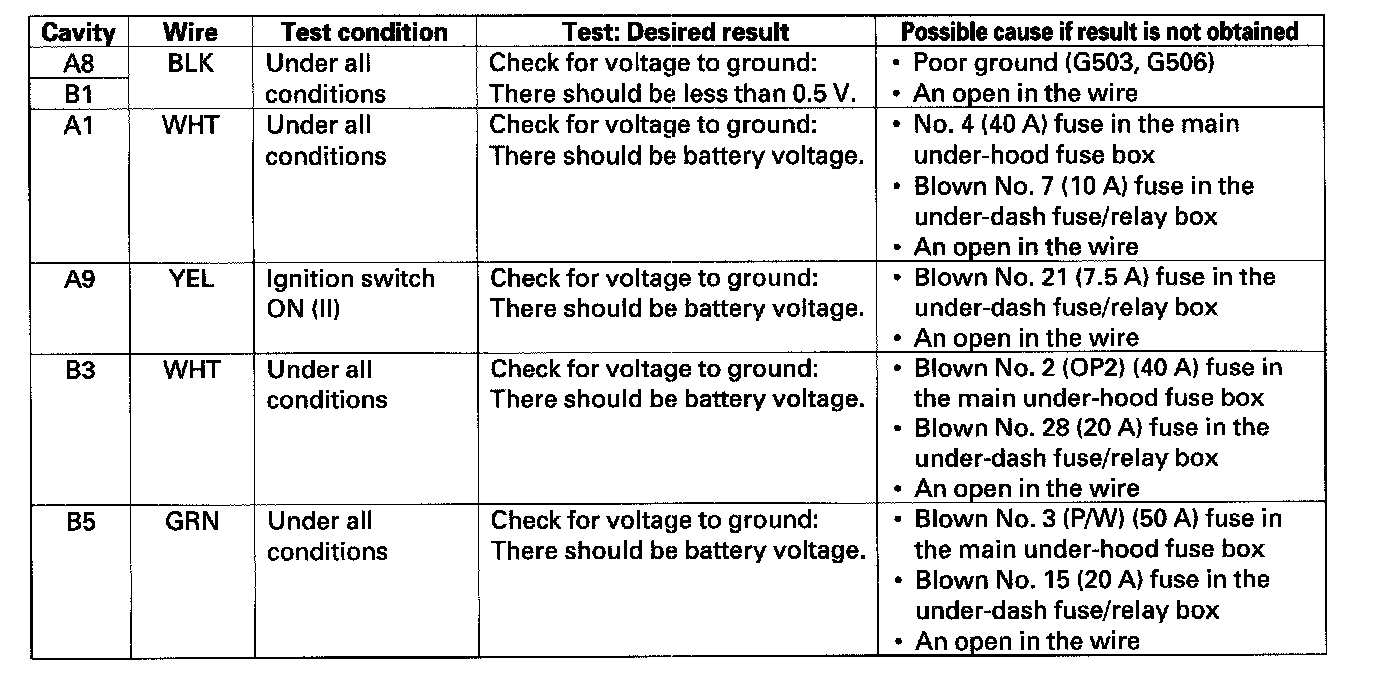 Cavity Wire Test condition Test: Desired result Possible cause if result is not obtained
A8 BLK Under all Check for voltage to ground: • Poor ground (G503, G506)
B1 conditions There should be less than 0.5 V. • An open in the wire
A1 WHT Under all Check for voltage to ground: • No. 4 (40 A) fuse in the main
conditions There should be battery voltage. under-hood fuse box
• Blown No. 7 (10 A) fuse in the
under-dash fuse/relay box
• An open in the wire
A9 YEL Ignition switch Check for voltage to ground: • Blown No. 21 (7.5 A) fuse in the
ON (II) There should be battery voltage. under-dash fuse/relay box
• An open in the wire
B3 WHT Under all Check for voltage to ground: • Blown No. 2 (OP2) (40 A) fuse in
conditions There should be battery voltage. the main under-hood fuse box
• Blown No. 28 (20 A) fuse in the
under-dash fuse/relay box
• An open in the wire
B5 GRN Under all Check for voltage to ground: • Blown No. 3 (P/W) (50 A) fuse in
conditions There should be battery voltage. the main under-hood fuse box
• Blown No. 15 (20 A) fuse in the
under-dash fuse/relay box
• An open in the wire